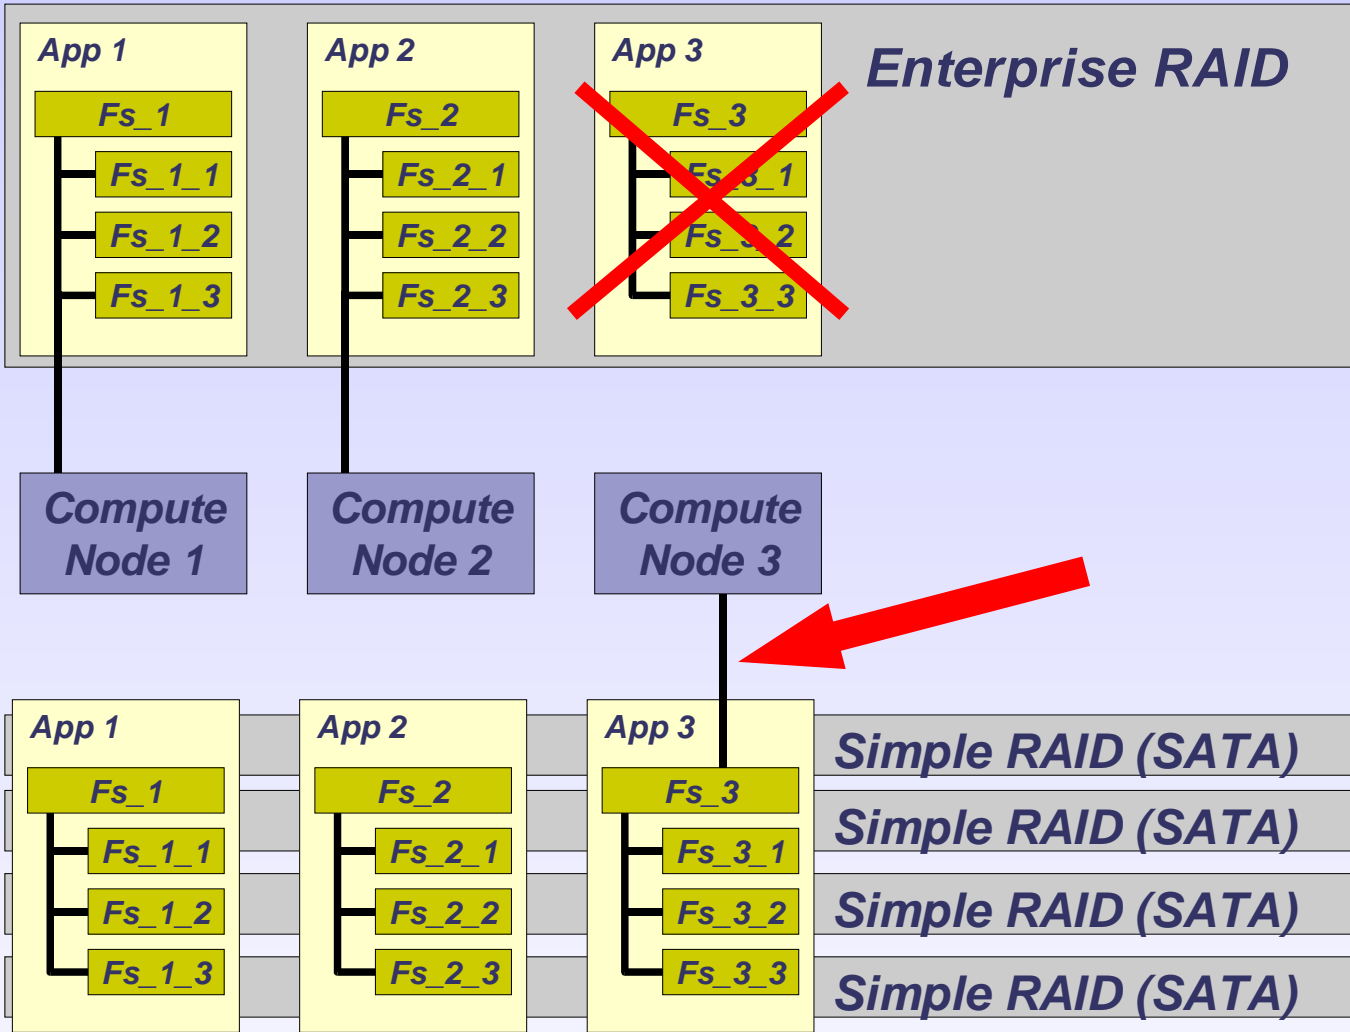 App 1
Fs_1
Fs_1_1
Fs_1_2
Fs_1_3
App 2
Fs_2
Fs_2_1
Fs_2_2
Fs_2_3
App 3
Fs_3
Fs_3_1
Fs_3_2
Fs_3_3
Enterprise RAID
Compute
Node 1
Compute
Node 2
Compute
Node 3
App 1
Fs_1
Fs_1_1
Fs_1_2
Fs_1_3
App 2
Fs_2
Fs_2_1
Fs_2_2
Fs_2_3
App 3
Fs_3
Fs_3_1
Fs_3_2
Fs_3_3
Simple RAID (SATA)
Simple RAID (SATA)
Simple RAID (SATA)
Simple RAID (SATA)